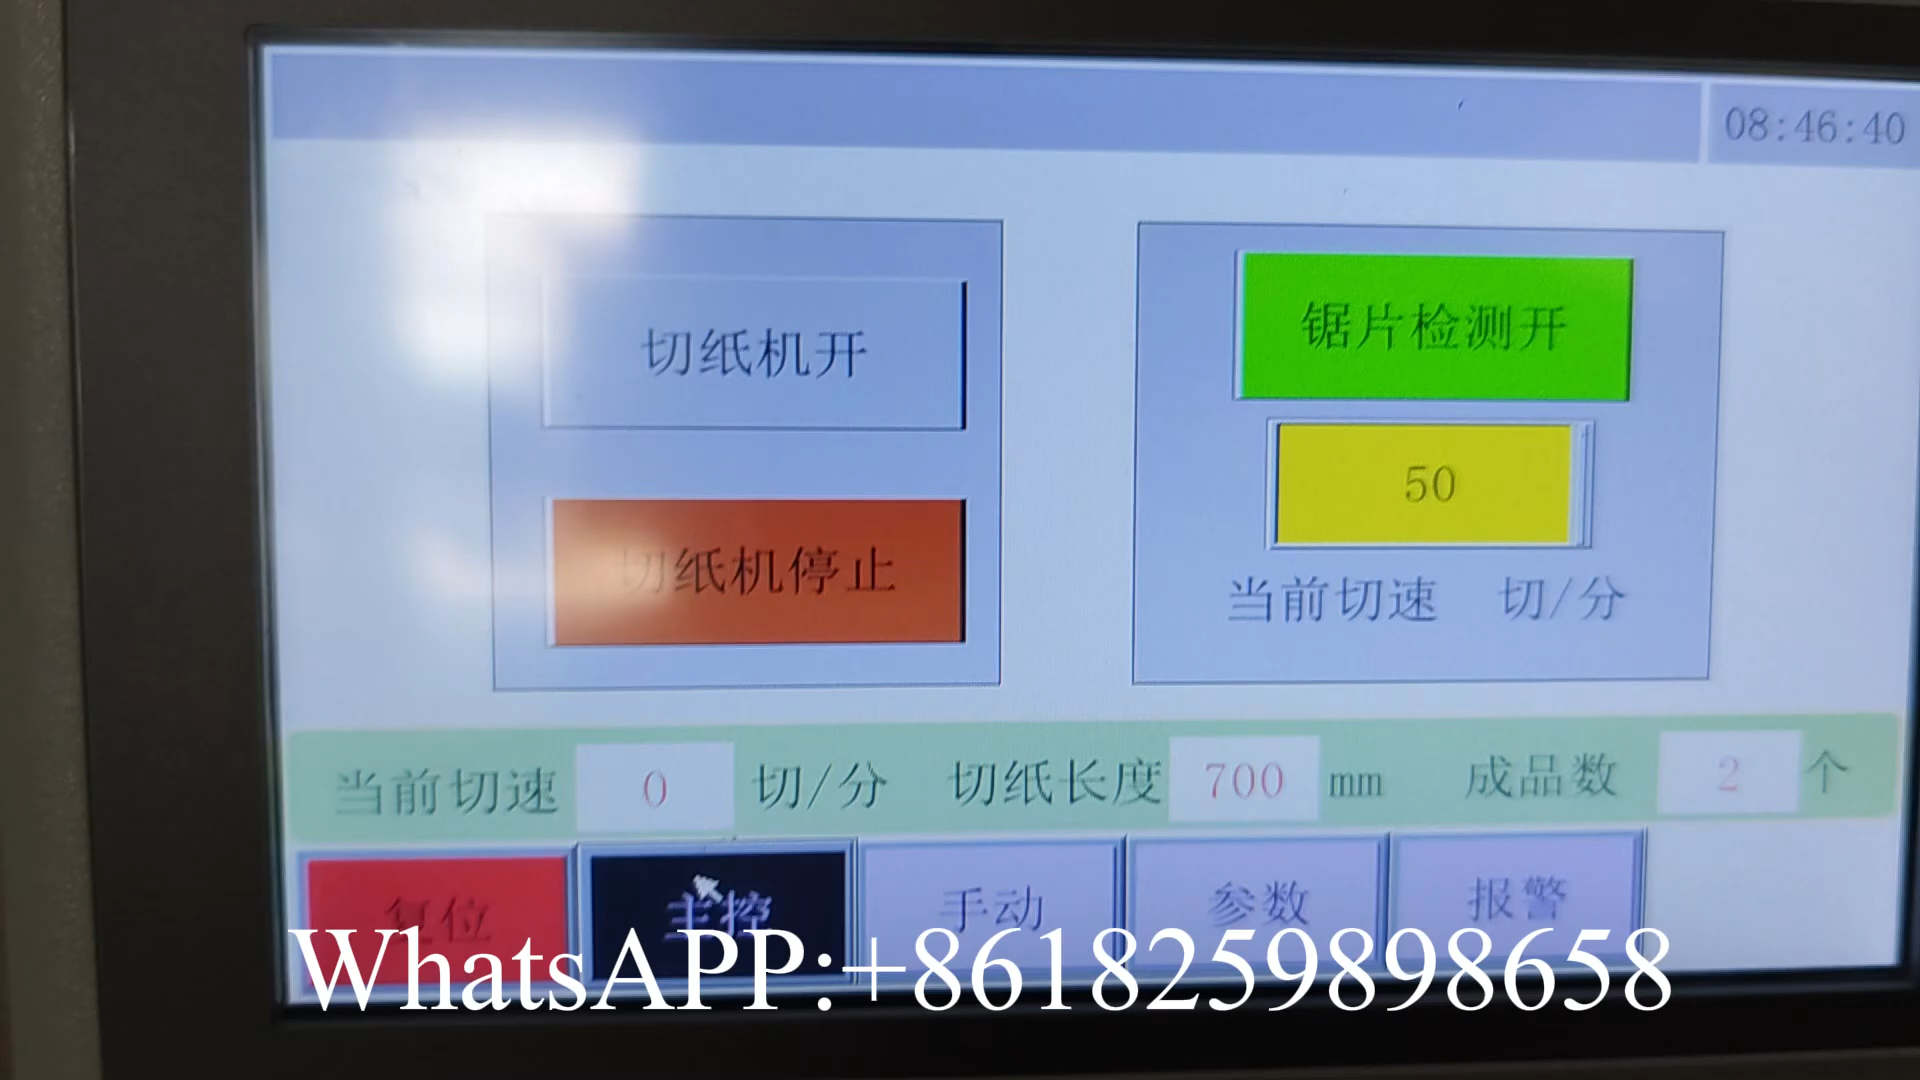 08:46:40
切纸机开
锯片检测开
50
切纸机停止
当前切速 切/分
当前切速 0 切/分 切纸长度 700 mm 成品数 2 个
复位 主控 手动 参数 报警
WhatsAPP:+8618259898658